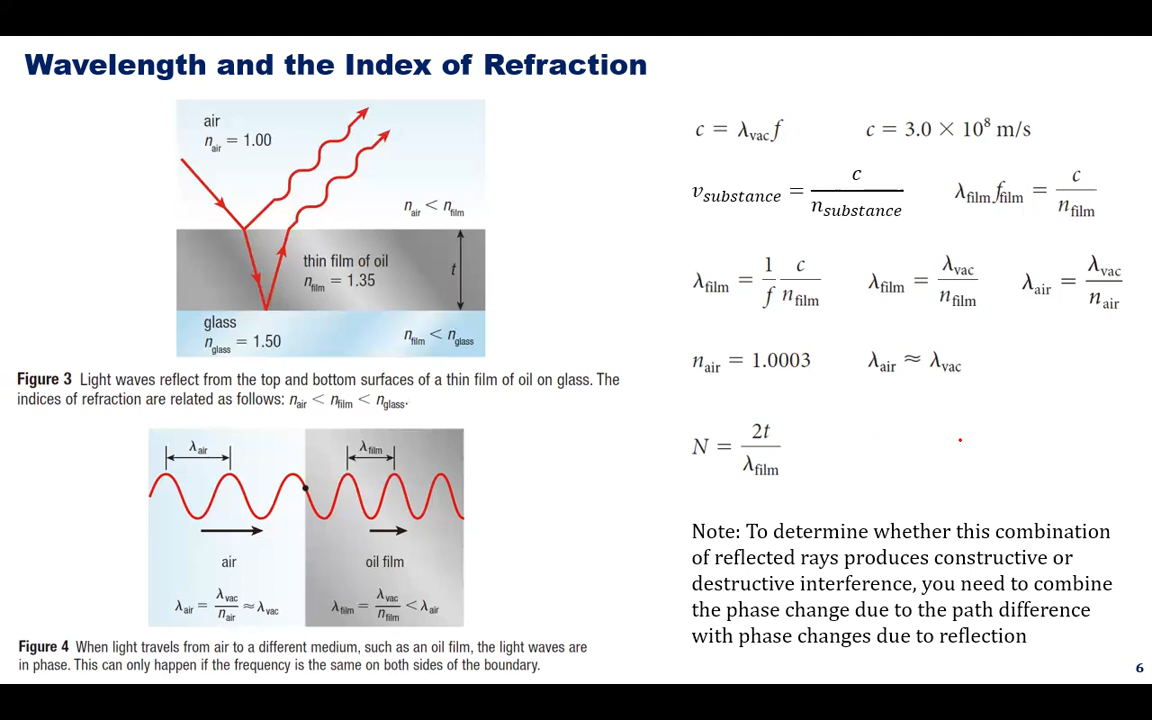 Wavelength and the Index of Refraction
air
n_air = 1.00
n_air < n_film
thin film of oil
n_film = 1.35
t
glass
n_glass = 1.50
n_film < n_glass
Figure 3 Light waves reflect from the top and bottom surfaces of a thin film of oil on glass. The
indices of refraction are related as follows: n_air < n_film < n_glass.
λ_air
λ_film
air
oil film
λ_air = λ_vac / n_air ≈ λ_vac
λ_film = λ_vac / n_film < λ_air
Figure 4 When light travels from air to a different medium, such as an oil film, the light waves are
in phase. This can only happen if the frequency is the same on both sides of the boundary.
c = λ_vac f
c = 3.0 × 10⁸ m/s
v_substance = c / n_substance
λ_film f_film = c / n_film
λ_film = 1/f c/n_film
λ_film = λ_vac / n_film
λ_air = λ_vac / n_air
n_air = 1.0003
λ_air ≈ λ_vac
N = 2t / λ_film
Note: To determine whether this combination
of reflected rays produces constructive or
destructive interference, you need to combine
the phase change due to the path difference
with phase changes due to reflection
6